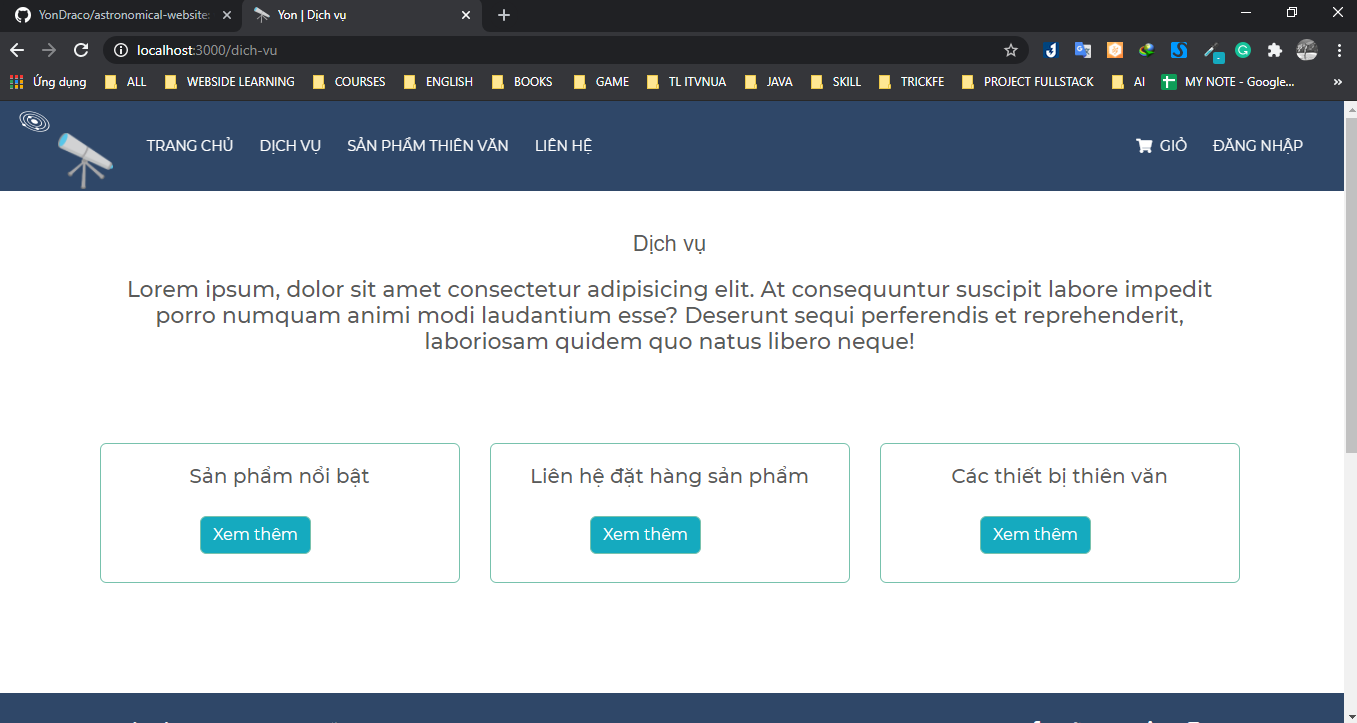 YonDraco/astronomical-website:
Yon | Dịch vụ
localhost:3000/dich-vu
Ứng dụng
ALL
WEBSIDE LEARNING
COURSES
ENGLISH
BOOKS
GAME
TL ITVNUA
JAVA
SKILL
TRICKFE
PROJECT FULLSTACK
AI
MY NOTE - Google...
TRANG CHỦ
DỊCH VỤ
SẢN PHẨM THIÊN VĂN
LIÊN HỆ
GIỎ
ĐĂNG NHẬP
Dịch vụ
Lorem ipsum, dolor sit amet consectetur adipisicing elit. At consequuntur suscipit labore impedit
porro numquam animi modi laudantium esse? Deserunt sequi perferendis et reprehenderit,
laboriosam quidem quo natus libero neque!
Sản phẩm nổi bật
Xem thêm
Liên hệ đặt hàng sản phẩm
Xem thêm
Các thiết bị thiên văn
Xem thêm